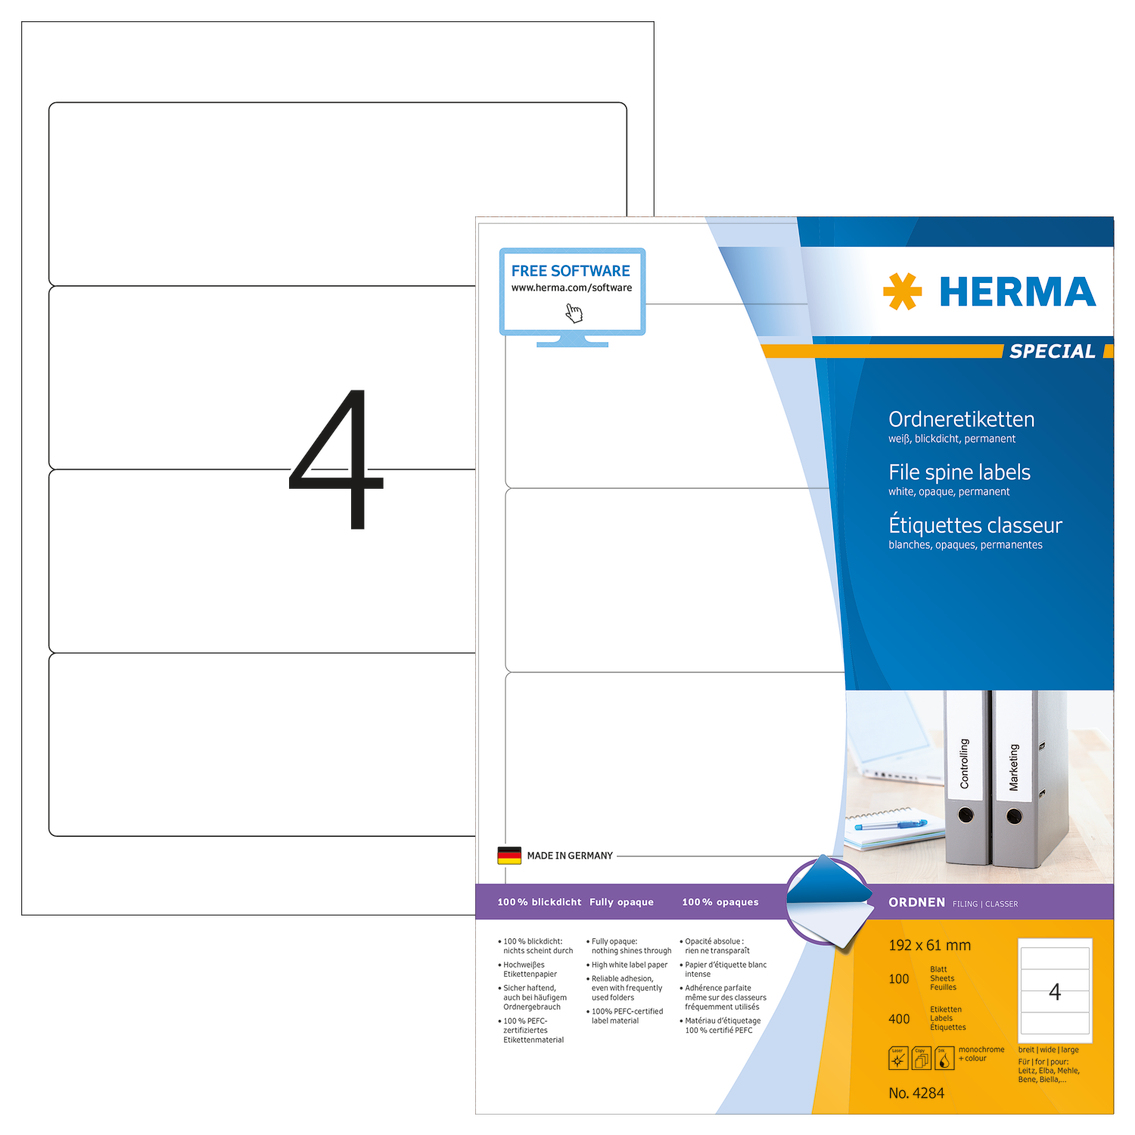 4
FREE SOFTWARE
www.herma.com/software
HERMA
SPECIAL
Ordneretiketten
weiß, blickdicht, permanent
File spine labels
white, opaque, permanent
Étiquettes classeur
blanches, opaques, permanentes
Controlling
Marketing
MADE IN GERMANY
100 % blickdicht Fully opaque 100 % opaques
ORDNEN FILING | CLASSER
• 100 % blickdicht:
nichts scheint durch
• Hochweißes
Etikettenpapier
• Sicher haftend,
auch bei häufigem
Ordnergebrauch
• 100 % PEFC-
zertifiziertes
Etikettenmaterial
• Fully opaque:
nothing shines through
• High white label paper
• Reliable adhesion,
even with frequently
used folders
• 100% PEFC-certified
label material
• Opacité absolue :
rien ne transparaît
• Papier d'étiquette blanc
intense
• Adhérence parfaite
même sur des classeurs
fréquemment utilisés
• Matériau d'étiquetage
100 % certifié PEFC
192 x 61 mm
100 Blatt
Sheets
Feuilles
400 Etiketten
Labels
Étiquettes
4
Laser Copy Ink
monochrome
+ colour
breit | wide | large
Für | for | pour:
Leitz, Elba, Mehle,
Bene, Biella,...
No. 4284